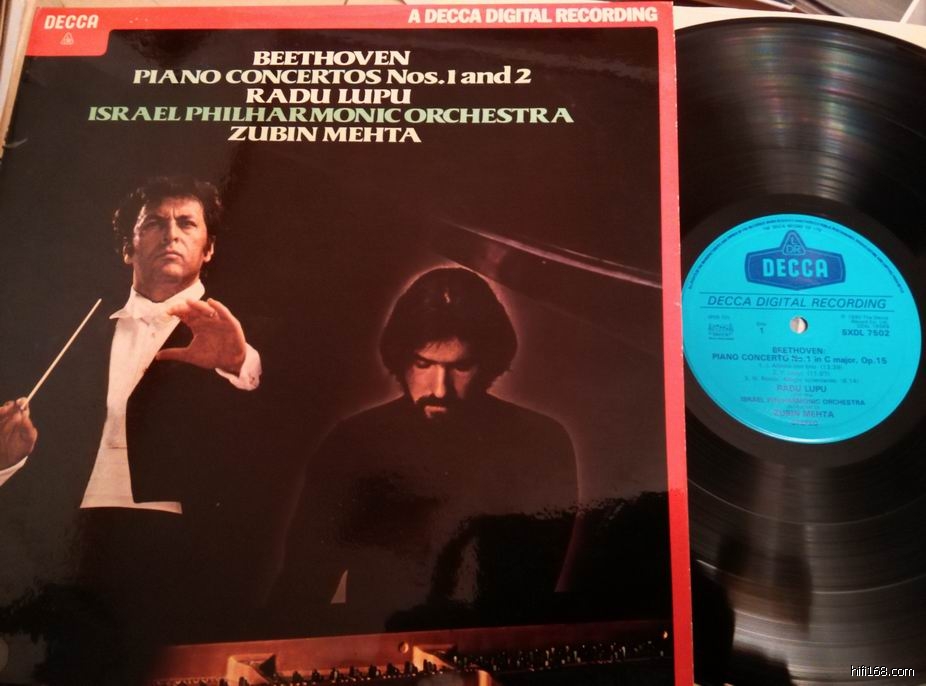 DECCA
A DECCA DIGITAL RECORDING
BEETHOVEN
PIANO CONCERTOS Nos.1 and 2
RADU LUPU
ISRAEL PHILHARMONIC ORCHESTRA
ZUBIN MEHTA
DECCA
DECCA DIGITAL RECORDING
SXDL 7502
Side
1
BEETHOVEN:
PIANO CONCERTO No.1 in C major, Op.15
RADU LUPU
ISRAEL PHILHARMONIC ORCHESTRA
ZUBIN MEHTA
hifi168.com